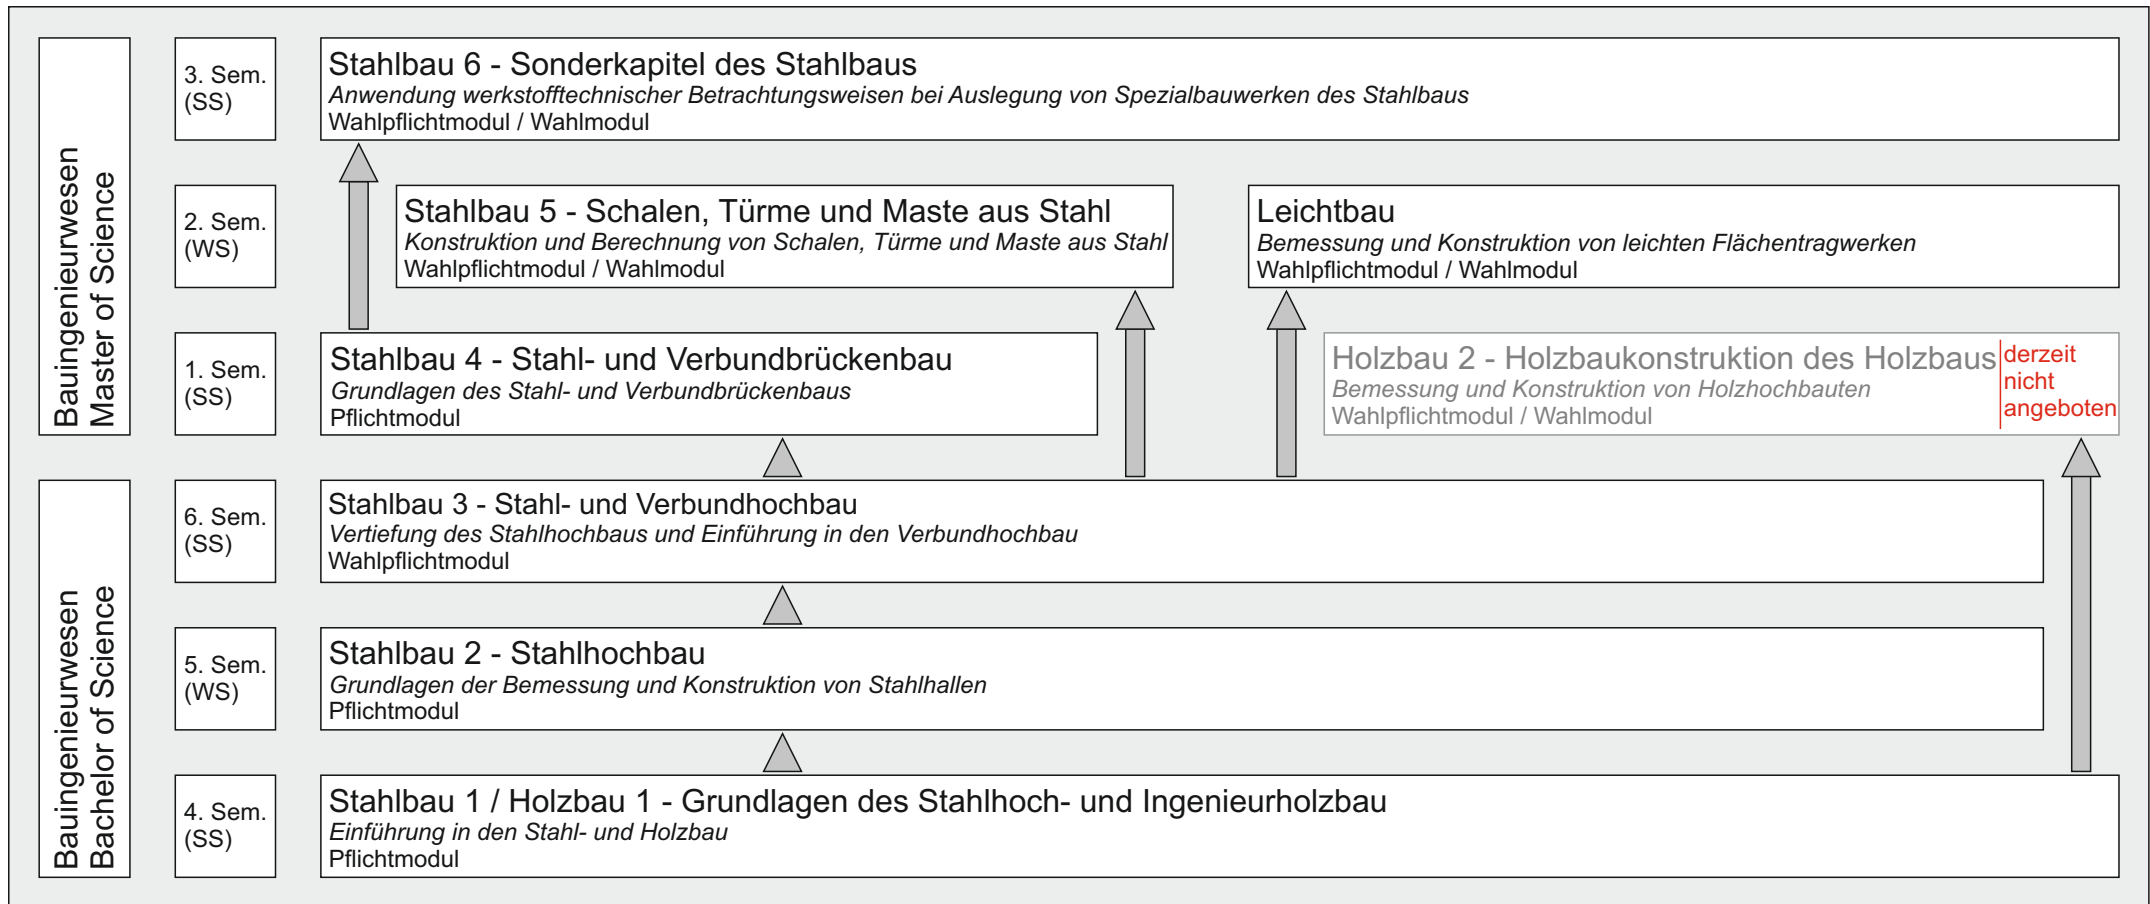 Bauingenieurwesen
Master of Science
3. Sem.
(SS)
Stahlbau 6 - Sonderkapitel des Stahlbaus
Anwendung werkstofftechnischer Betrachtungsweisen bei Auslegung von Spezialbauwerken des Stahlbaus
Wahlpflichtmodul / Wahlmodul
2. Sem.
(WS)
Stahlbau 5 - Schalen, Türme und Maste aus Stahl
Konstruktion und Berechnung von Schalen, Türme und Maste aus Stahl
Wahlpflichtmodul / Wahlmodul
Leichtbau
Bemessung und Konstruktion von leichten Flächentragwerken
Wahlpflichtmodul / Wahlmodul
1. Sem.
(SS)
Stahlbau 4 - Stahl- und Verbundbrückenbau
Grundlagen des Stahl- und Verbundbrückenbaus
Pflichtmodul
Holzbau 2 - Holzbaukonstruktion des Holzbaus
Bemessung und Konstruktion von Holzhochbauten
Wahlpflichtmodul / Wahlmodul
derzeit
nicht
angeboten
Bauingenieurwesen
Bachelor of Science
6. Sem.
(SS)
Stahlbau 3 - Stahl- und Verbundhochbau
Vertiefung des Stahlhochbaus und Einführung in den Verbundhochbau
Wahlpflichtmodul
5. Sem.
(WS)
Stahlbau 2 - Stahlhochbau
Grundlagen der Bemessung und Konstruktion von Stahlhallen
Pflichtmodul
4. Sem.
(SS)
Stahlbau 1 / Holzbau 1 - Grundlagen des Stahlhoch- und Ingenieurholzbau
Einführung in den Stahl- und Holzbau
Pflichtmodul